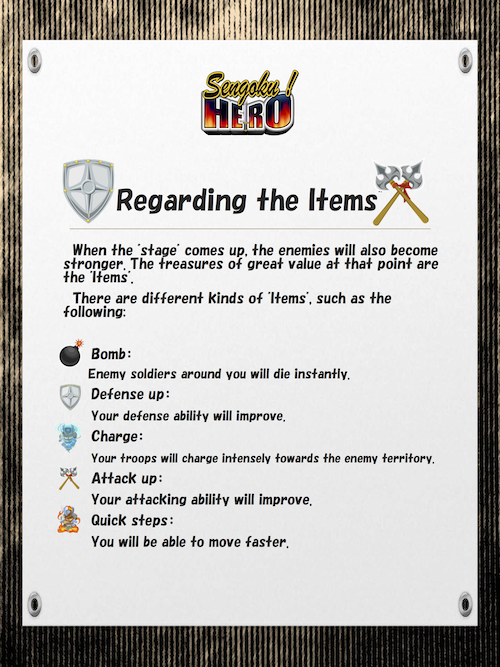 Sengoku!
HERO
Regarding the Items
When the 'stage' comes up, the enemies will also become
stronger. The treasures of great value at that point are
the 'Items'.
There are different kinds of 'Items', such as the
following:
Bomb:
Enemy soldiers around you will die instantly.
Defense up:
Your defense ability will improve.
Charge:
Your troops will charge intensely towards the enemy territory.
Attack up:
Your attacking ability will improve.
Quick steps:
You will be able to move faster.